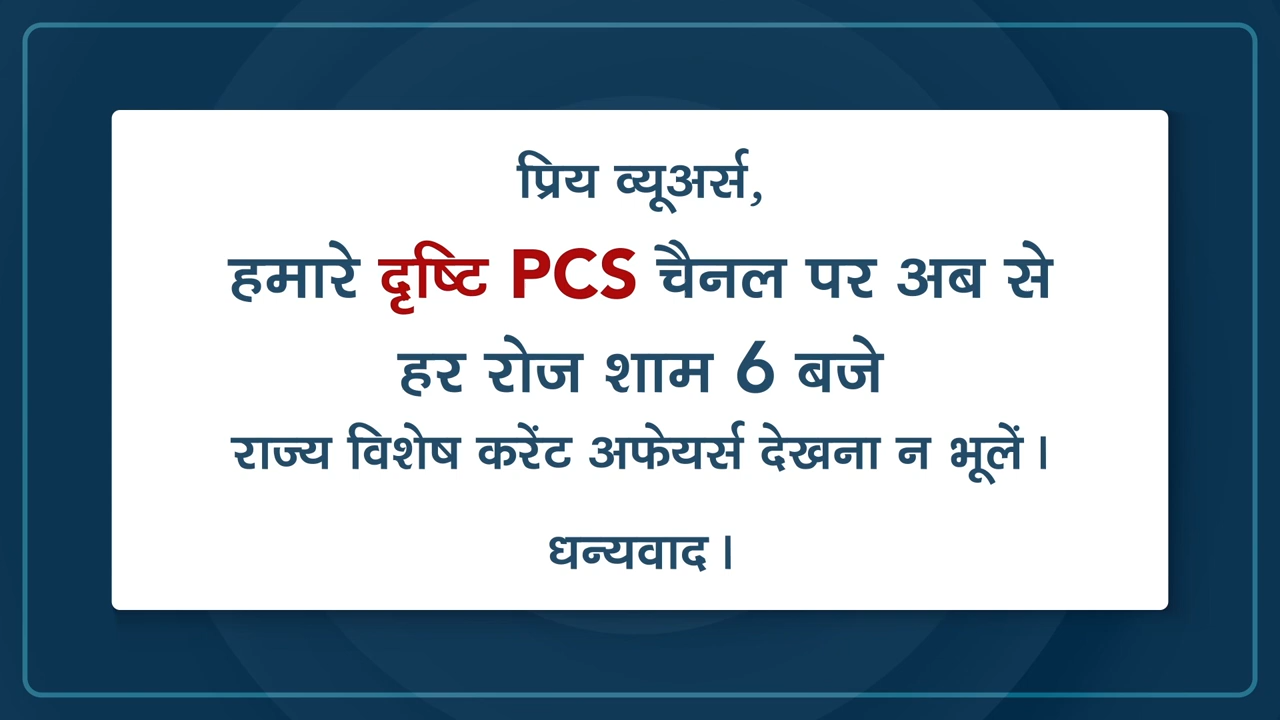 प्रिय व्यूअर्स,
हमारे दृष्टि PCS चैनल पर अब से
हर रोज शाम 6 बजे
राज्य विशेष करेंट अफेयर्स देखना न भूलें।
धन्यवाद।